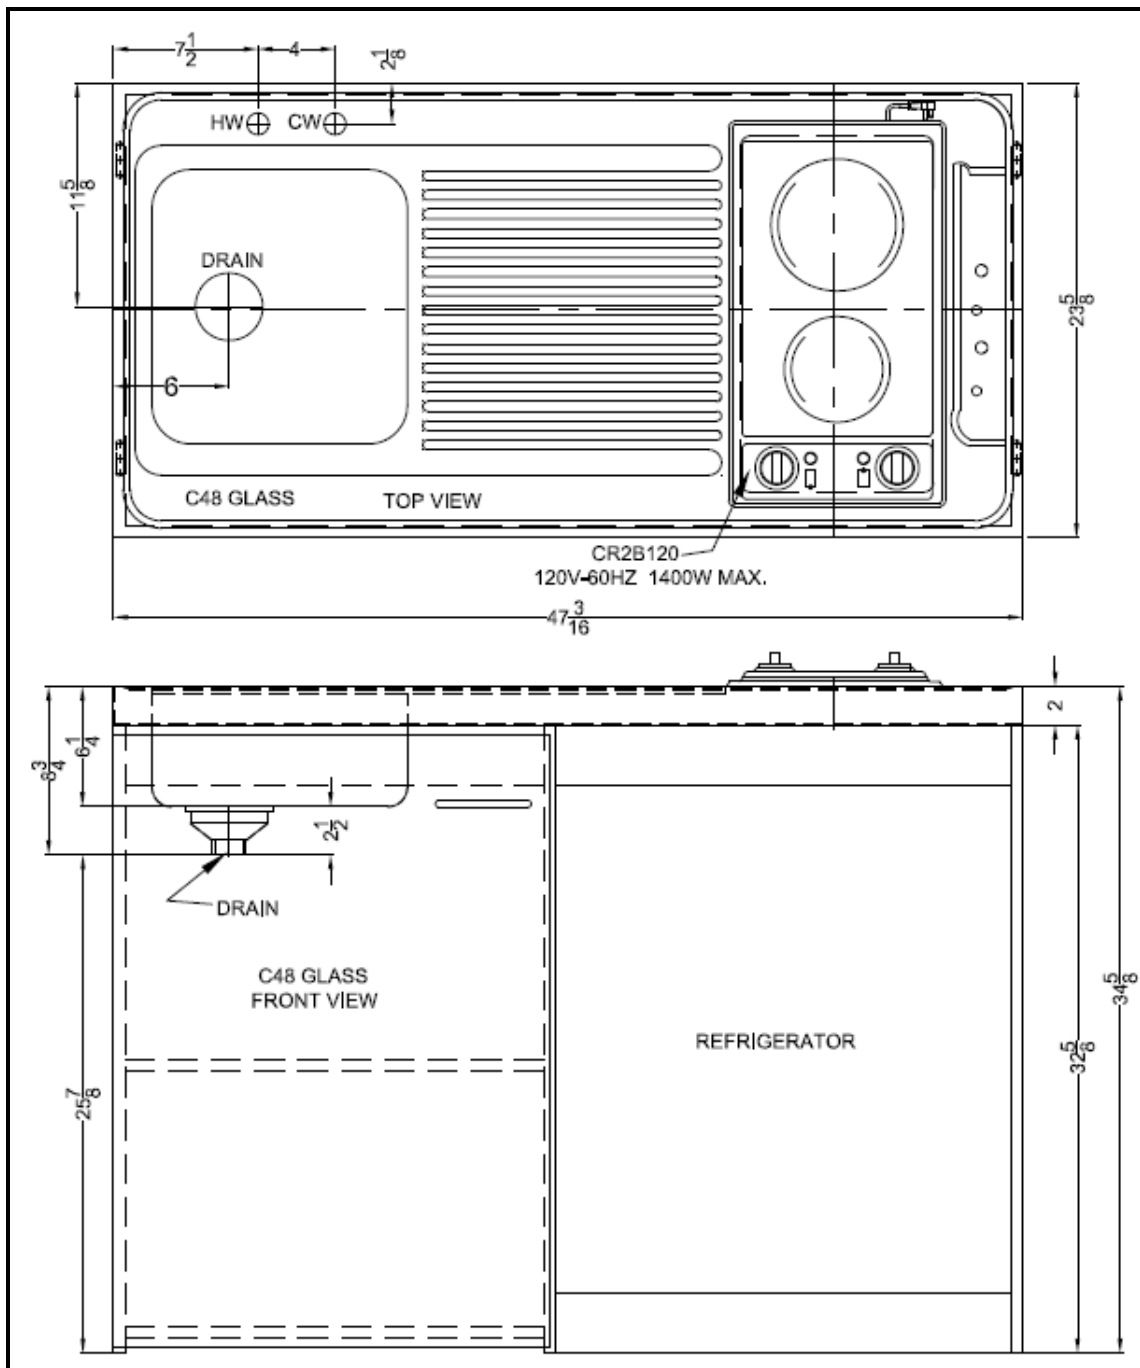 7 1/2
4
2 1/8
HW CW
11 5/8
DRAIN
6
23 5/8
C48 GLASS TOP VIEW
CR2B120
120V-60HZ 1400W MAX.
47 3/16
2
6 1/4
8 3/4
2 1/2
DRAIN
C48 GLASS
FRONT VIEW
REFRIGERATOR
34 5/8
32 5/8
25 7/8